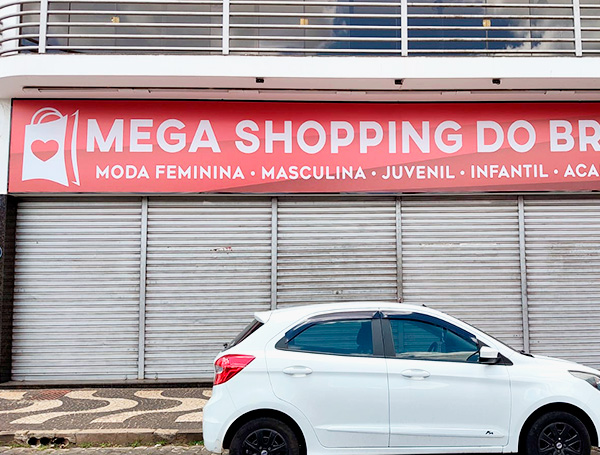 MEGA SHOPPING DO BR
MODA FEMININA • MASCULINA • JUVENIL • INFANTIL • ACA